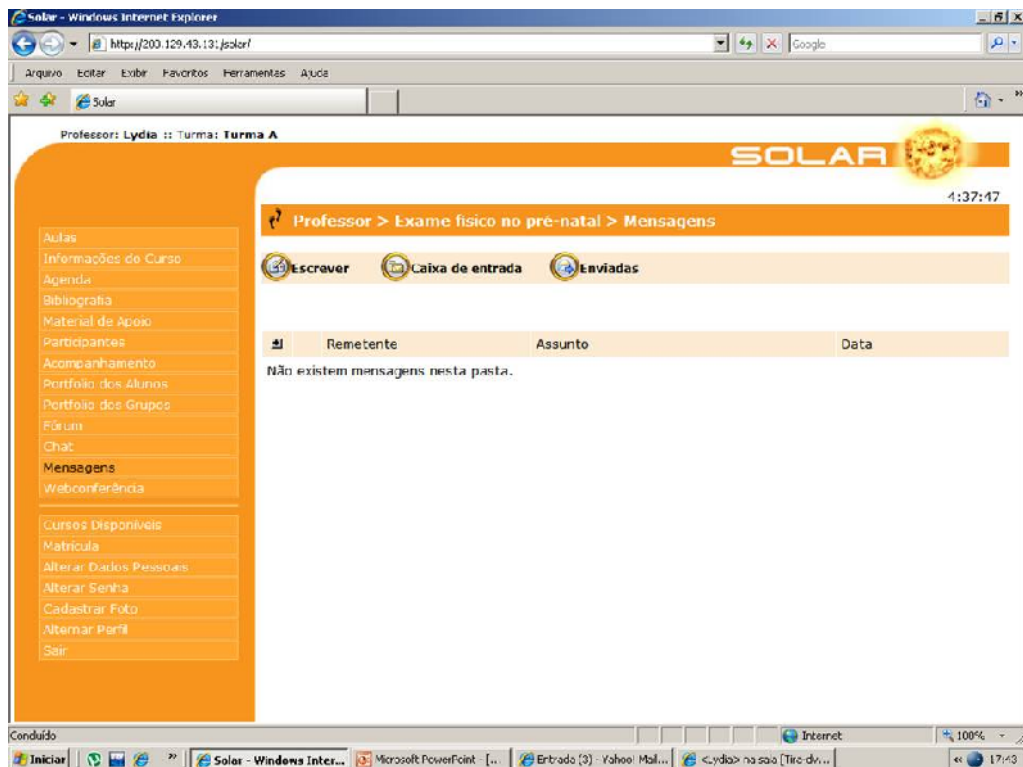 Solar - Windows Internet Explorer
http://200.129.43.131/solar/
Google
Arquivo Editar Exibir Favoritos Ferramentas Ajuda
Solar
Professor: Lydia :: Turma: Turma A
SOLAR
4:37:47
Professor > Exame físico no pré-natal > Mensagens
Escrever Caixa de entrada Enviadas
Remetente Assunto Data
Não existem mensagens nesta pasta.
Aulas
Informações do Curso
Agenda
Bibliografia
Material de Apoio
Participantes
Acompanhamento
Portfolio dos Alunos
Portfolio dos Grupos
Fórum
Chat
Mensagens
Webconferência
Cursos Disponíveis
Matrícula
Alterar Dados Pessoais
Alterar Senha
Cadastrar Foto
Alternar Perfil
Sair
Concluído Internet 100%
Iniciar » Solar - Windows Inter... Microsoft PowerPoint - [... Entrada (3) - Yahoo! Mail... <Lydia> na sala [Tira-dv... « 17:43